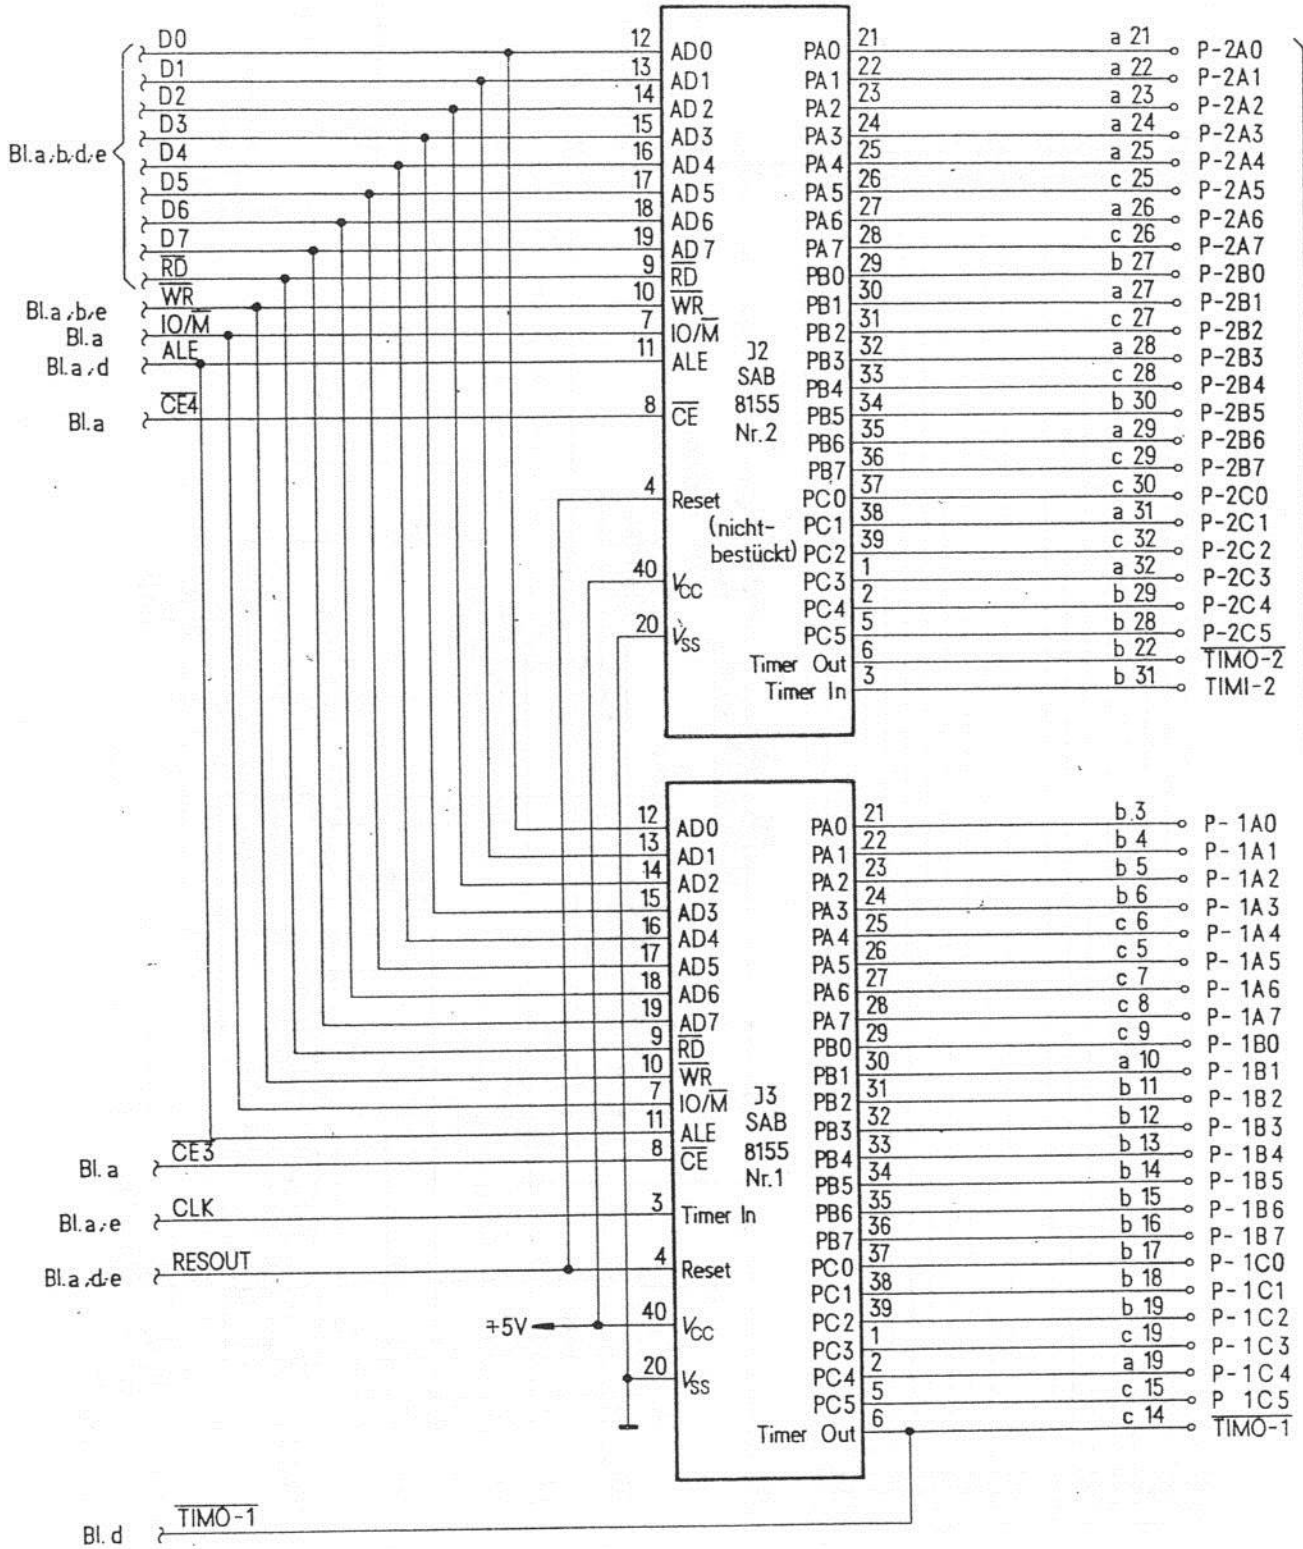 D0 12 AD0 PA0 21 a 21 P-2A0
D1 13 AD1 PA1 22 a 22 P-2A1
D2 14 AD2 PA2 23 a 23 P-2A2
D3 15 AD3 PA3 24 a 24 P-2A3
Bl.a,b,d,e D4 16 AD4 PA4 25 a 25 P-2A4
D5 17 AD5 PA5 26 c 25 P-2A5
D6 18 AD6 PA6 27 a 26 P-2A6
D7 19 AD7 PA7 28 c 26 P-2A7
R̅D̅ 9 R̅D̅ PB0 29 b 27 P-2B0
Bl.a,b,e W̅R̅ 10 W̅R̅ PB1 30 a 27 P-2B1
Bl.a IO/M̅ 7 IO/M̅ PB2 31 c 27 P-2B2
Bl.a,d ALE 11 ALE J2 PB3 32 a 28 P-2B3
SAB PB4 33 c 28 P-2B4
Bl.a C̅E̅4̅ 8 C̅E̅ 8155 PB5 34 b 30 P-2B5
Nr.2 PB6 35 a 29 P-2B6
PB7 36 c 29 P-2B7
4 Reset PC0 37 c 30 P-2C0
(nicht- PC1 38 a 31 P-2C1
bestückt) PC2 39 c 32 P-2C2
40 VCC PC3 1 a 32 P-2C3
PC4 2 b 29 P-2C4
20 VSS PC5 5 b 28 P-2C5
Timer Out 6 b 22 T̅I̅M̅O̅-̅2̅
Timer In 3 b 31 TIMI-2
12 AD0 PA0 21 b 3 P-1A0
13 AD1 PA1 22 b 4 P-1A1
14 AD2 PA2 23 b 5 P-1A2
15 AD3 PA3 24 b 6 P-1A3
16 AD4 PA4 25 c 6 P-1A4
17 AD5 PA5 26 c 5 P-1A5
18 AD6 PA6 27 c 7 P-1A6
19 AD7 PA7 28 c 8 P-1A7
9 R̅D̅ PB0 29 c 9 P-1B0
10 W̅R̅ PB1 30 a 10 P-1B1
7 IO/M̅ J3 PB2 31 b 11 P-1B2
11 ALE SAB PB3 32 b 12 P-1B3
Bl.a C̅E̅3̅ 8 C̅E̅ 8155 PB4 33 b 13 P-1B4
Nr.1 PB5 34 b 14 P-1B5
Bl.a,e CLK 3 Timer In PB6 35 b 15 P-1B6
PB7 36 b 16 P-1B7
Bl.a,d,e RESOUT 4 Reset PC0 37 b 17 P-1C0
PC1 38 b 18 P-1C1
+5V 40 VCC PC2 39 b 19 P-1C2
PC3 1 c 19 P-1C3
20 VSS PC4 2 a 19 P-1C4
PC5 5 c 15 P 1C5
Timer Out 6 c 14 T̅I̅M̅O̅-̅1̅
Bl.d T̅I̅M̅O̅-̅1̅